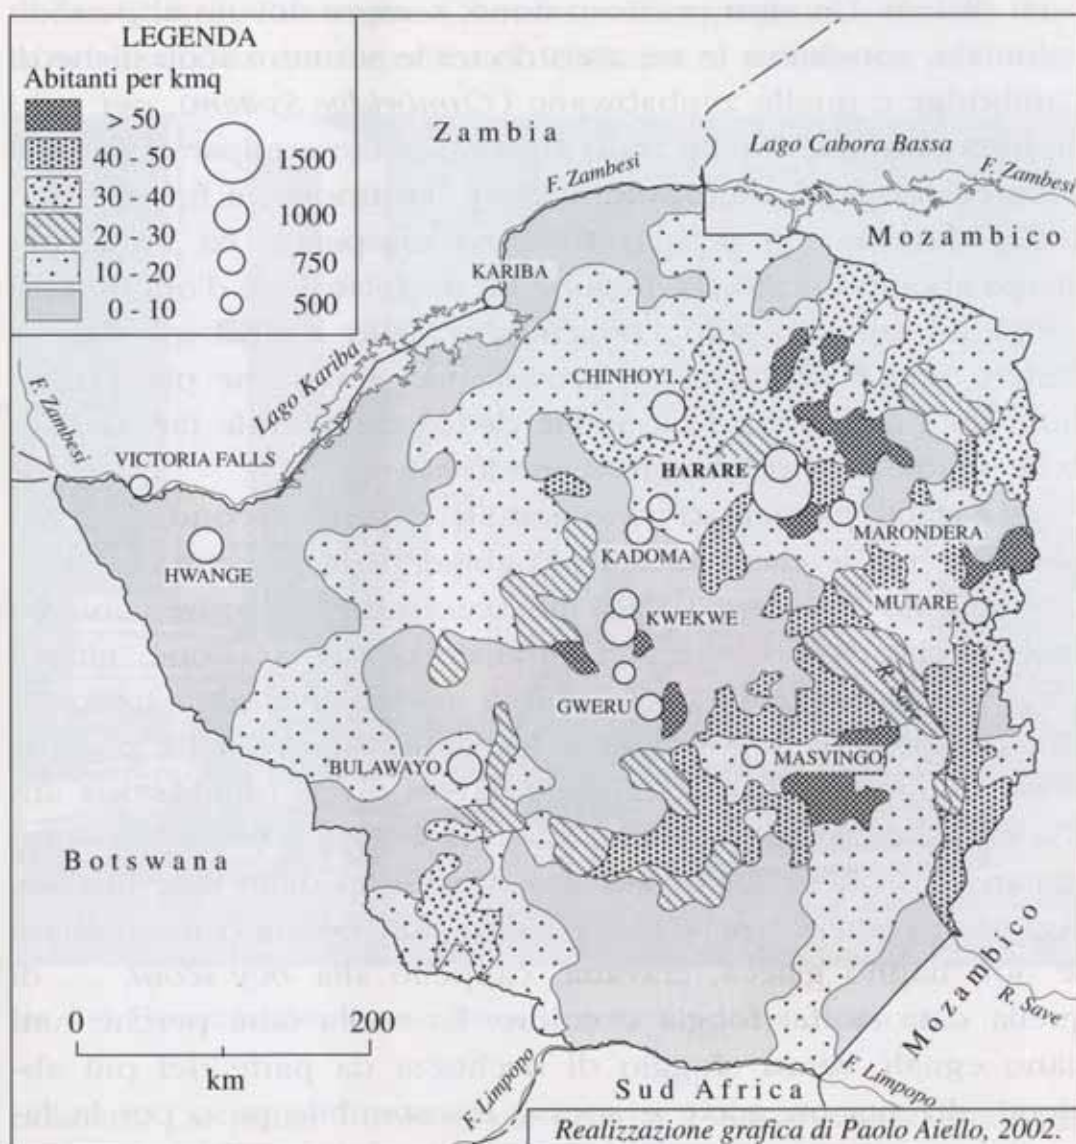 LEGENDA
Abitanti per kmq
> 50
40 - 50
30 - 40
20 - 30
10 - 20
0 - 10
1500
1000
750
500
Zambia
Lago Cabora Bassa
F. Zambesi
F. Zambesi
Mozambico
KARIBA
Lago Kariba
CHINHOYI
F. Zambesi
VICTORIA FALLS
HARARE
MARONDERA
KADOMA
HWANGE
KWEKWE
MUTARE
R. Save
GWERU
BULAWAYO
MASVINGO
Botswana
Mozambico
R. Save
0 200
km
F. Limpopo
Sud Africa
F. Limpopo
Realizzazione grafica di Paolo Aiello, 2002.